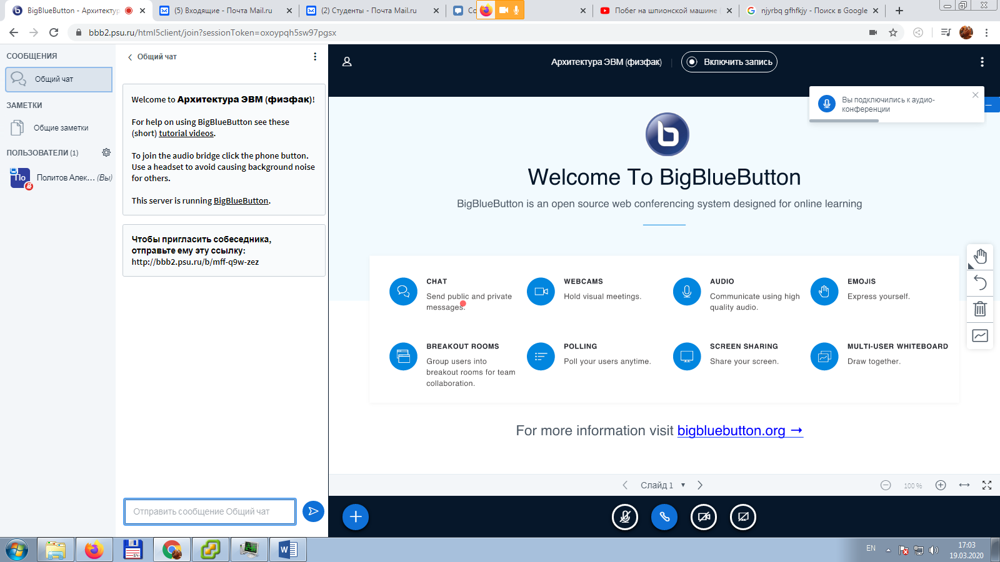 BigBlueButton - Архитектур
(5) Входящие - Почта Mail.ru
(2) Студенты - Почта Mail.ru
Со
Побег на шпионской машине
njyrbq gfhfkjy - Поиск в Google
bbb2.psu.ru/html5client/join?sessionToken=oxoypqh5sw97pgsx
СООБЩЕНИЯ
Общий чат
ЗАМЕТКИ
Общие заметки
ПОЛЬЗОВАТЕЛИ (1)
По
Политов Алек... (Вы)
Общий чат
Welcome to Архитектура ЭВМ (физфак)!
For help on using BigBlueButton see these
(short) tutorial videos.
To join the audio bridge click the phone button.
Use a headset to avoid causing background noise
for others.
This server is running BigBlueButton.
Чтобы пригласить собеседника,
отправьте ему эту ссылку:
http://bbb2.psu.ru/b/mff-q9w-zez
Отправить сообщение Общий чат
Архитектура ЭВМ (физфак)
Включить запись
Вы подключились к аудио-
конференции
b
Welcome To BigBlueButton
BigBlueButton is an open source web conferencing system designed for online learning
CHAT
Send public and private
messages.
WEBCAMS
Hold visual meetings.
AUDIO
Communicate using high
quality audio.
EMOJIS
Express yourself.
BREAKOUT ROOMS
Group users into
breakout rooms for team
collaboration.
POLLING
Poll your users anytime.
SCREEN SHARING
Share your screen.
MULTI-USER WHITEBOARD
Draw together.
For more information visit bigbluebutton.org →
Слайд 1
100 %
64
W
EN
17:03
19.03.2020